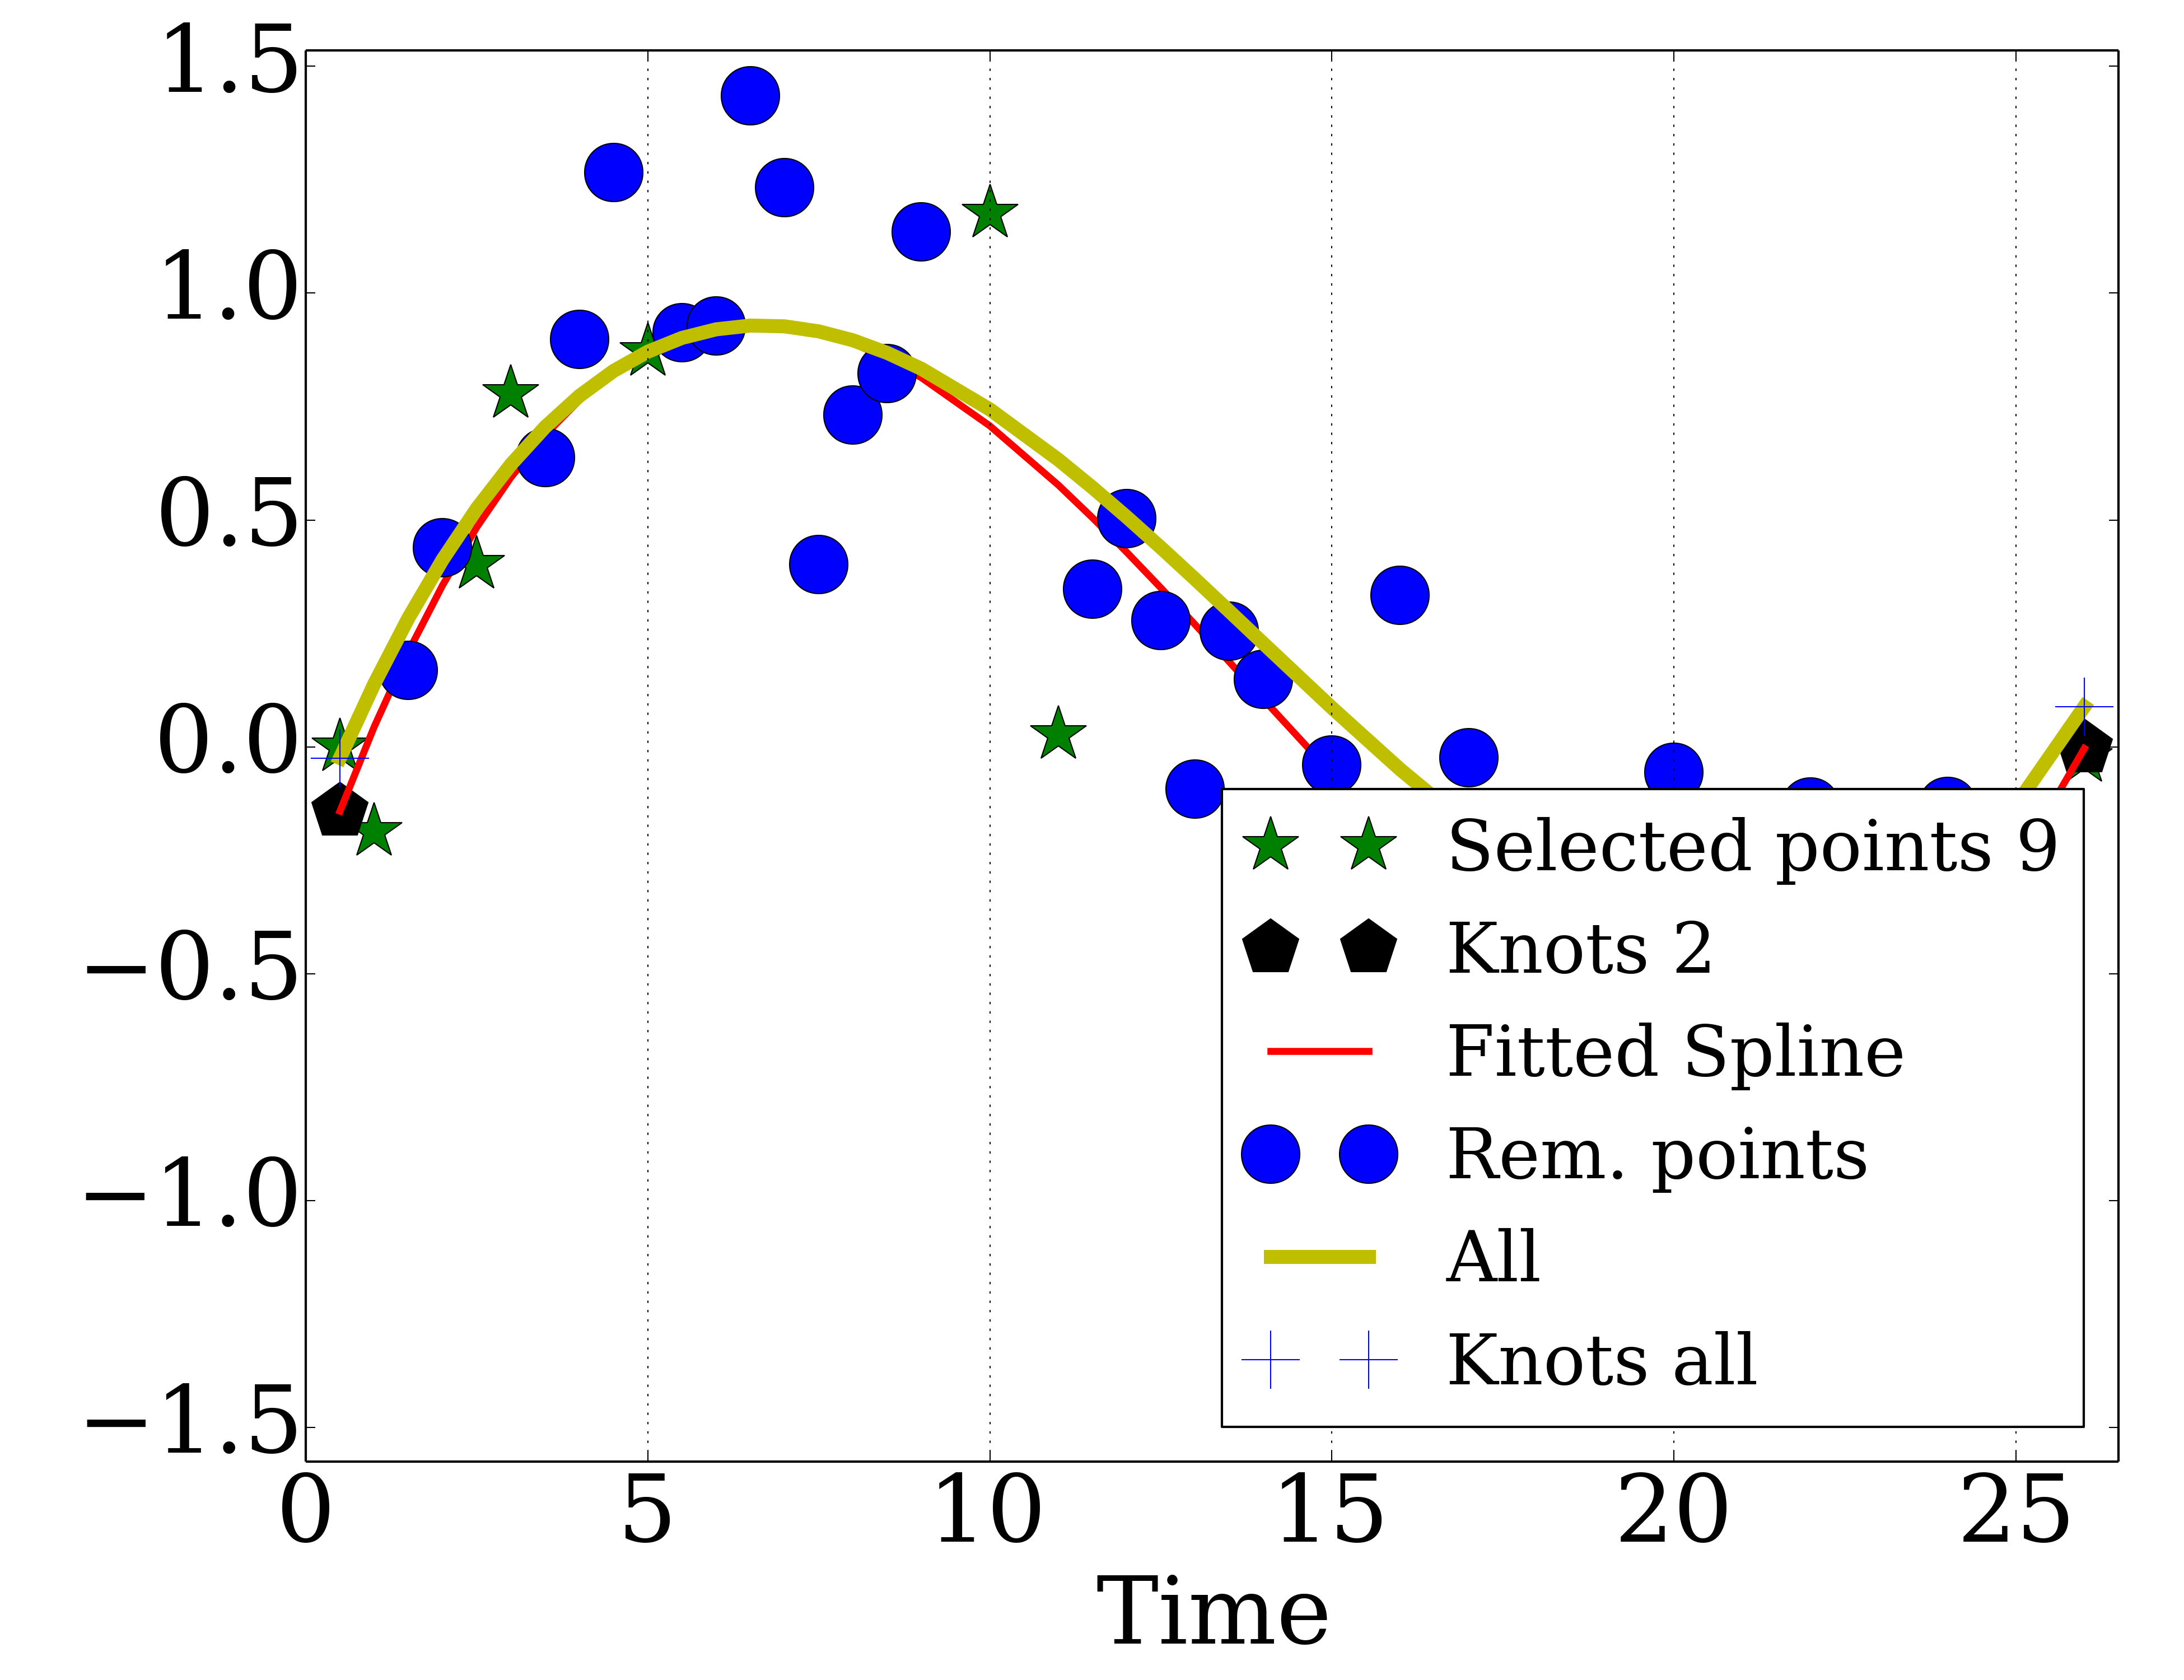 1.5
1.0
0.5
0.0
−0.5
−1.0
−1.5
Selected points 9
Knots 2
Fitted Spline
Rem. points
All
Knots all
0 5 10 15 20 25
Time